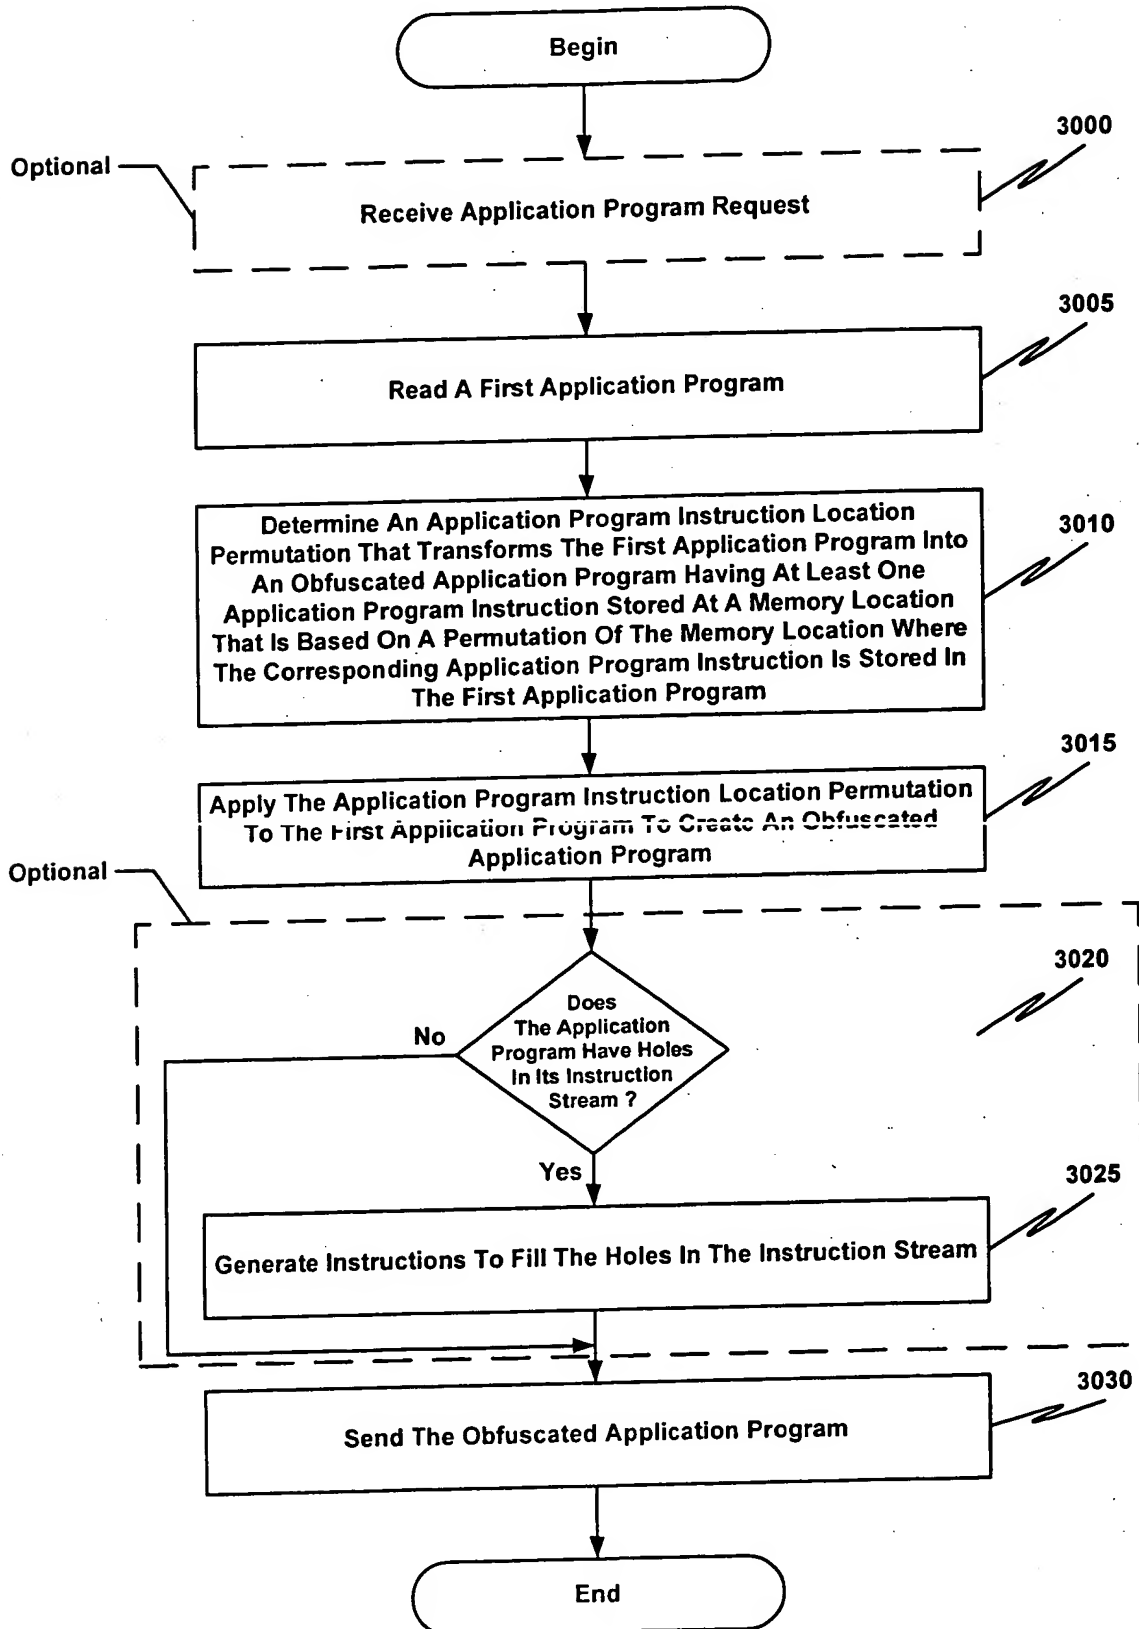 Begin
3000
Optional
Receive Application Program Request
3005
Read A First Application Program
Determine An Application Program Instruction Location
Permutation That Transforms The First Application Program Into
An Obfuscated Application Program Having At Least One
Application Program Instruction Stored At A Memory Location
That Is Based On A Permutation Of The Memory Location Where
The Corresponding Application Program Instruction Is Stored In
The First Application Program
3010
3015
Apply The Application Program Instruction Location Permutation
To The First Application Program To Create An Obfuscated
Application Program
Optional
3020
Does
The Application
Program Have Holes
In Its Instruction
Stream ?
No
Yes
3025
Generate Instructions To Fill The Holes In The Instruction Stream
3030
Send The Obfuscated Application Program
End